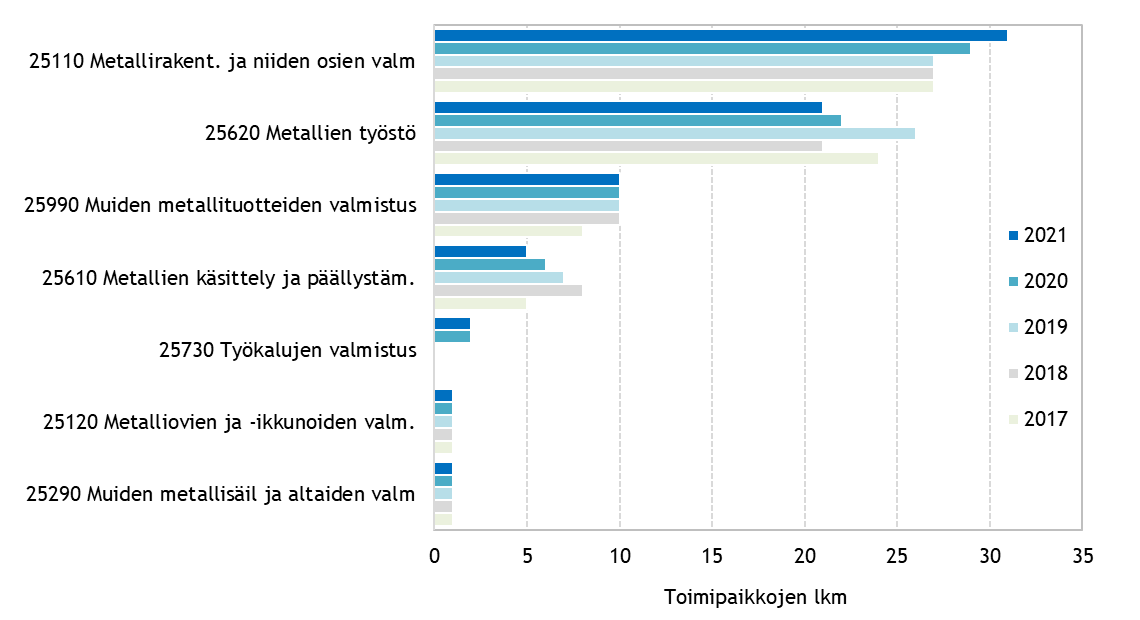 25110 Metallirakent. ja niiden osien valm
25620 Metallien työstö
25990 Muiden metallituotteiden valmistus
25610 Metallien käsittely ja päällystäm.
25730 Työkalujen valmistus
25120 Metalliovien ja -ikkunoiden valm.
25290 Muiden metallisäil ja altaiden valm
2021
2020
2019
2018
2017
0 5 10 15 20 25 30 35
Toimipaikkojen lkm